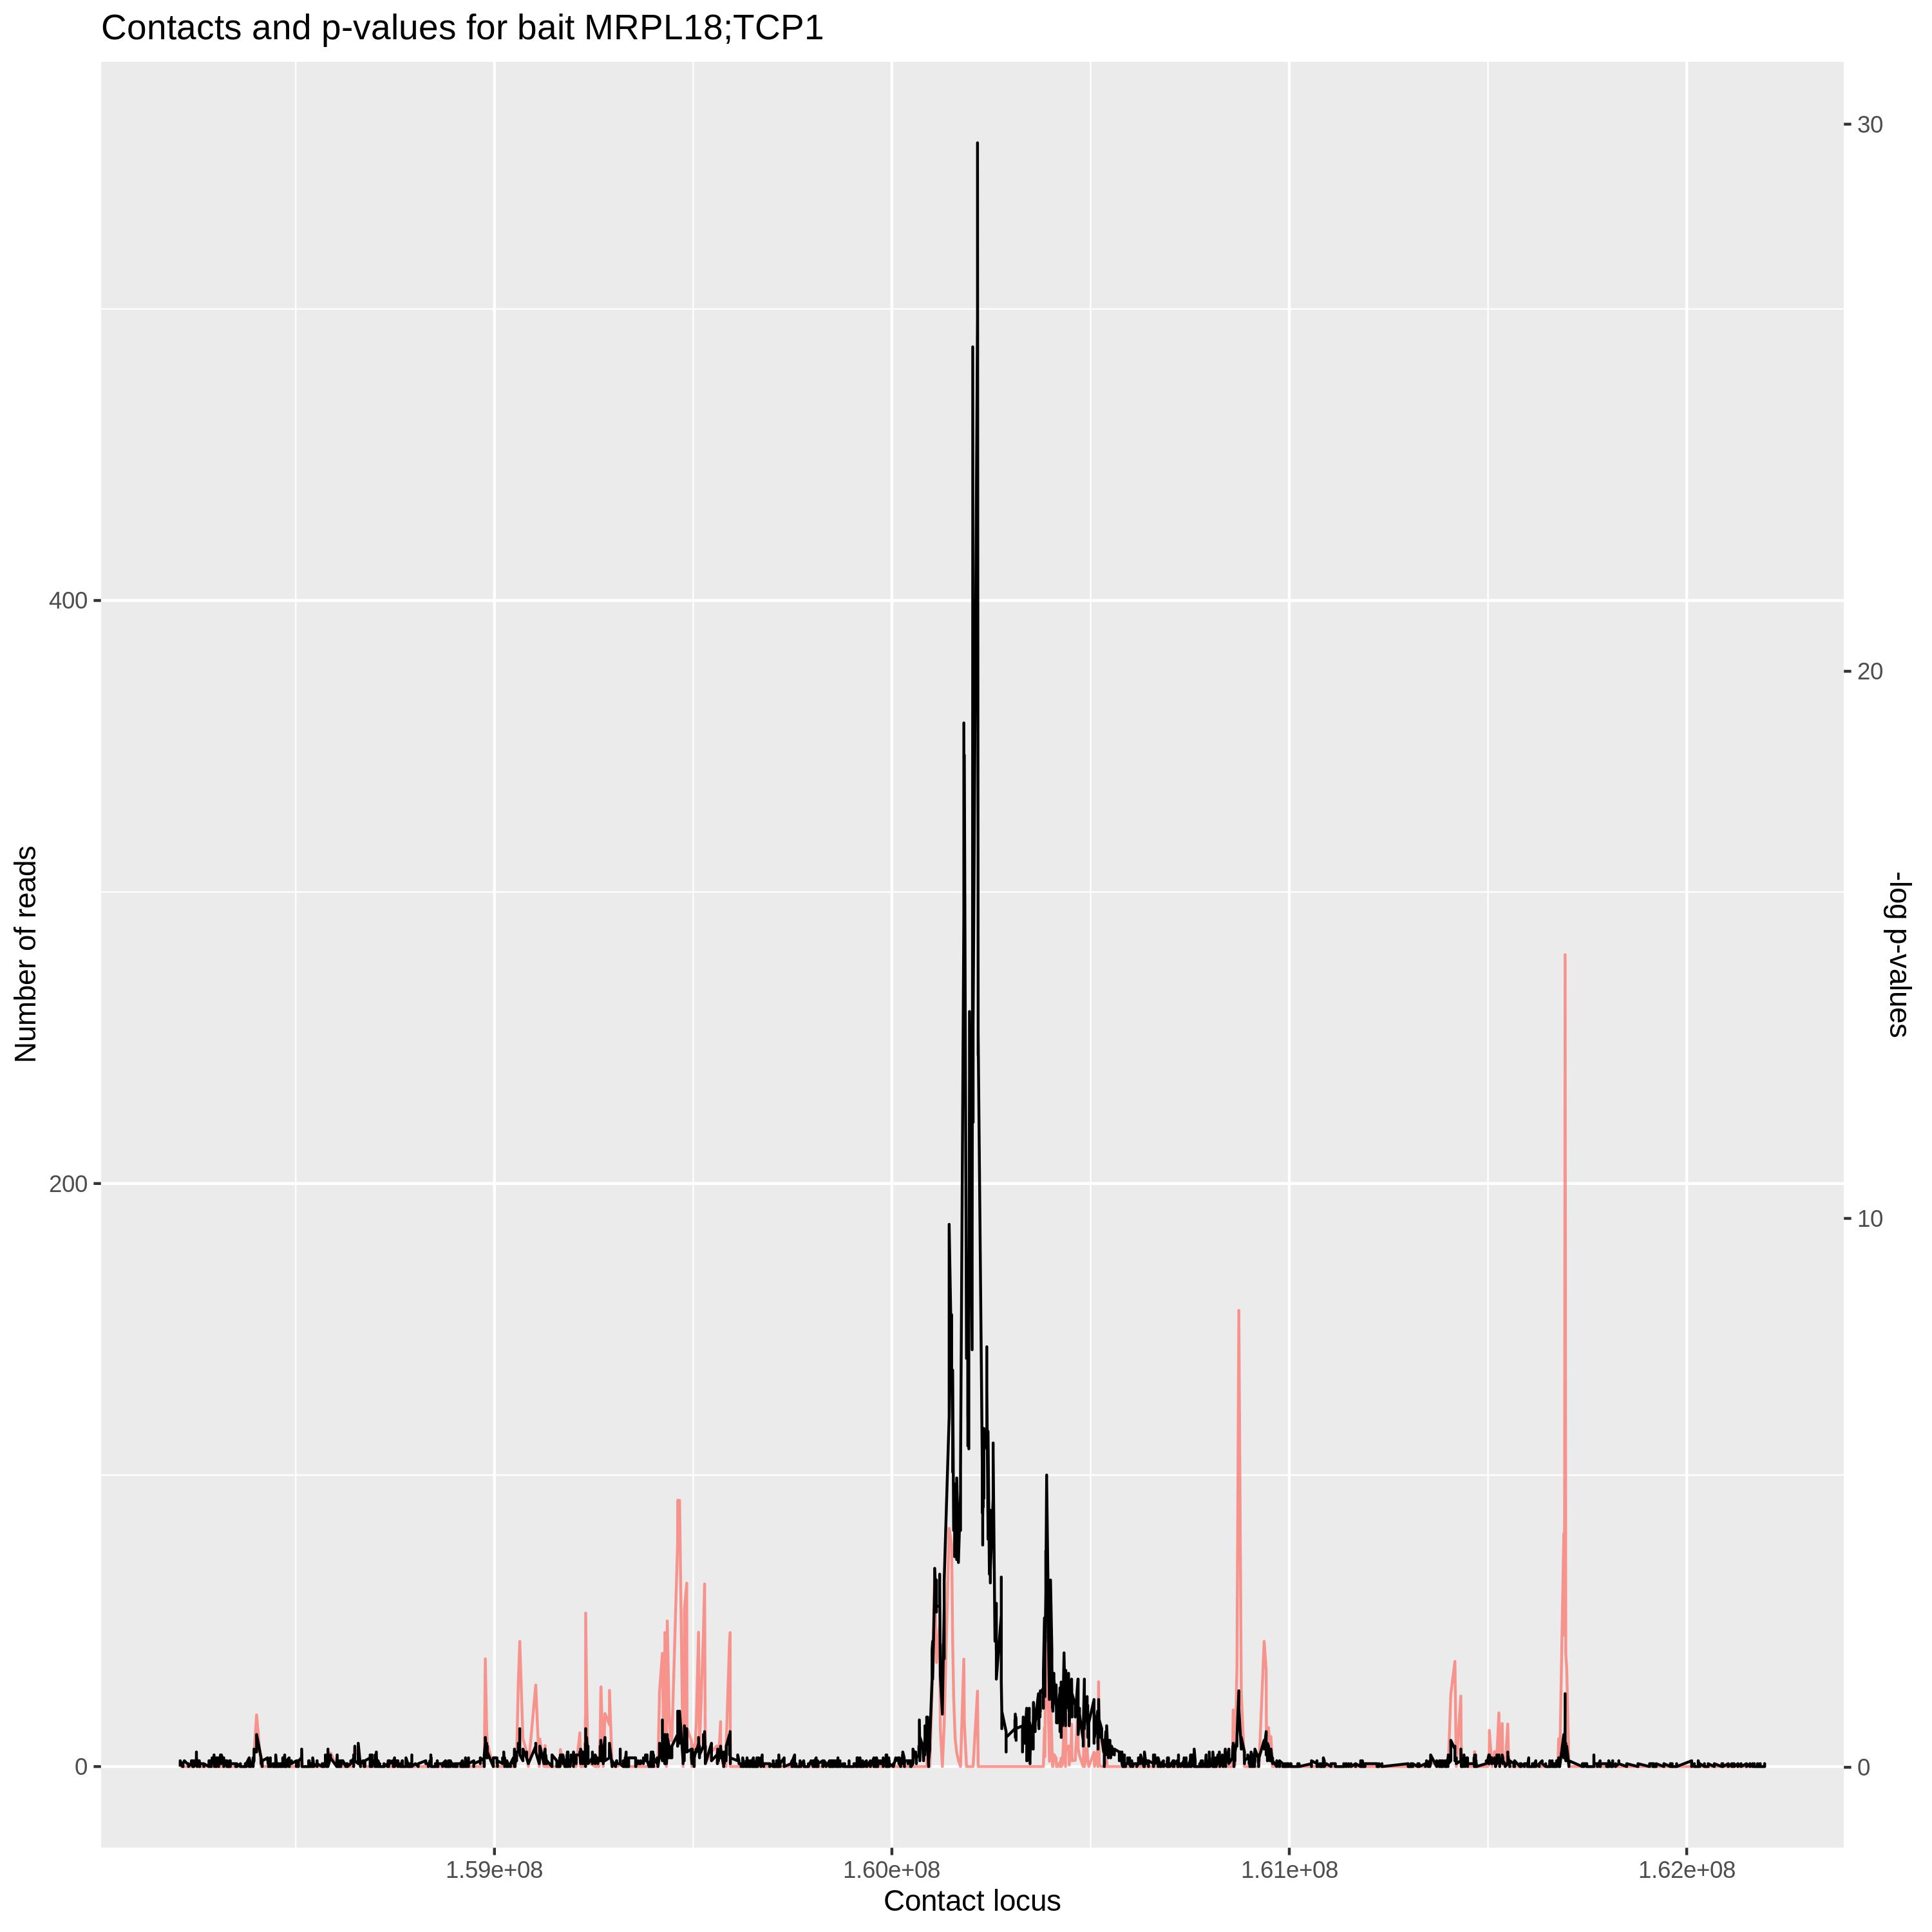 Contacts and p-values for bait MRPL18;TCP1
30
400
20
Number of reads
-log p-values
200
10
0
0
1.59e+08
1.60e+08
1.61e+08
1.62e+08
Contact locus